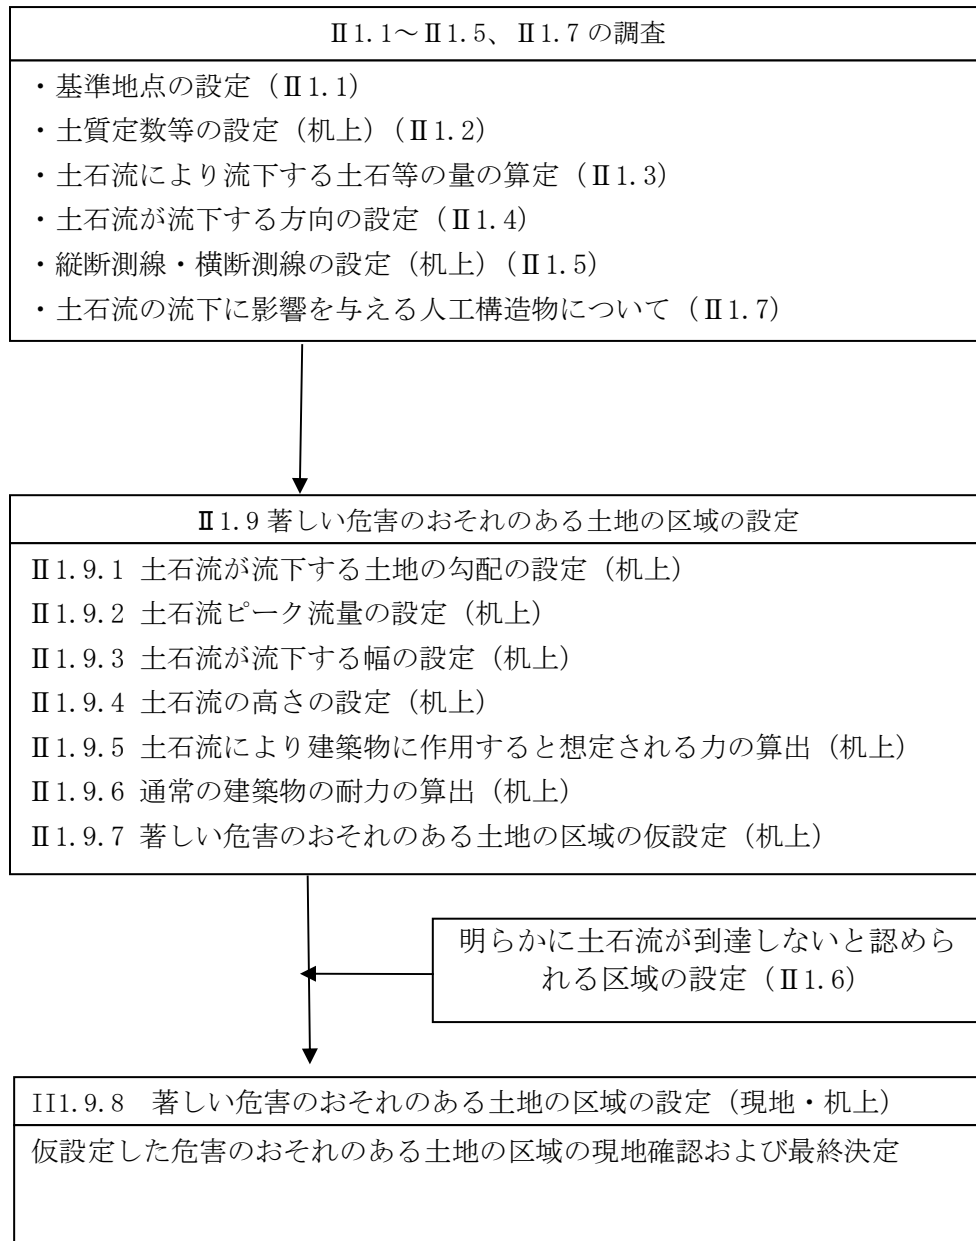 Ⅱ1.1～Ⅱ1.5、Ⅱ1.7の調査
・基準地点の設定（Ⅱ1.1）
・土質定数等の設定（机上）（Ⅱ1.2）
・土石流により流下する土石等の量の算定（Ⅱ1.3）
・土石流が流下する方向の設定（Ⅱ1.4）
・縦断測線・横断測線の設定（机上）（Ⅱ1.5）
・土石流の流下に影響を与える人工構造物について（Ⅱ1.7）
Ⅱ1.9 著しい危害のおそれのある土地の区域の設定
Ⅱ1.9.1 土石流が流下する土地の勾配の設定（机上）
Ⅱ1.9.2 土石流ピーク流量の設定（机上）
Ⅱ1.9.3 土石流が流下する幅の設定（机上）
Ⅱ1.9.4 土石流の高さの設定（机上）
Ⅱ1.9.5 土石流により建築物に作用すると想定される力の算出（机上）
Ⅱ1.9.6 通常の建築物の耐力の算出（机上）
Ⅱ1.9.7 著しい危害のおそれのある土地の区域の仮設定（机上）
明らかに土石流が到達しないと認めら
れる区域の設定（Ⅱ1.6）
II1.9.8　著しい危害のおそれのある土地の区域の設定（現地・机上）
仮設定した危害のおそれのある土地の区域の現地確認および最終決定